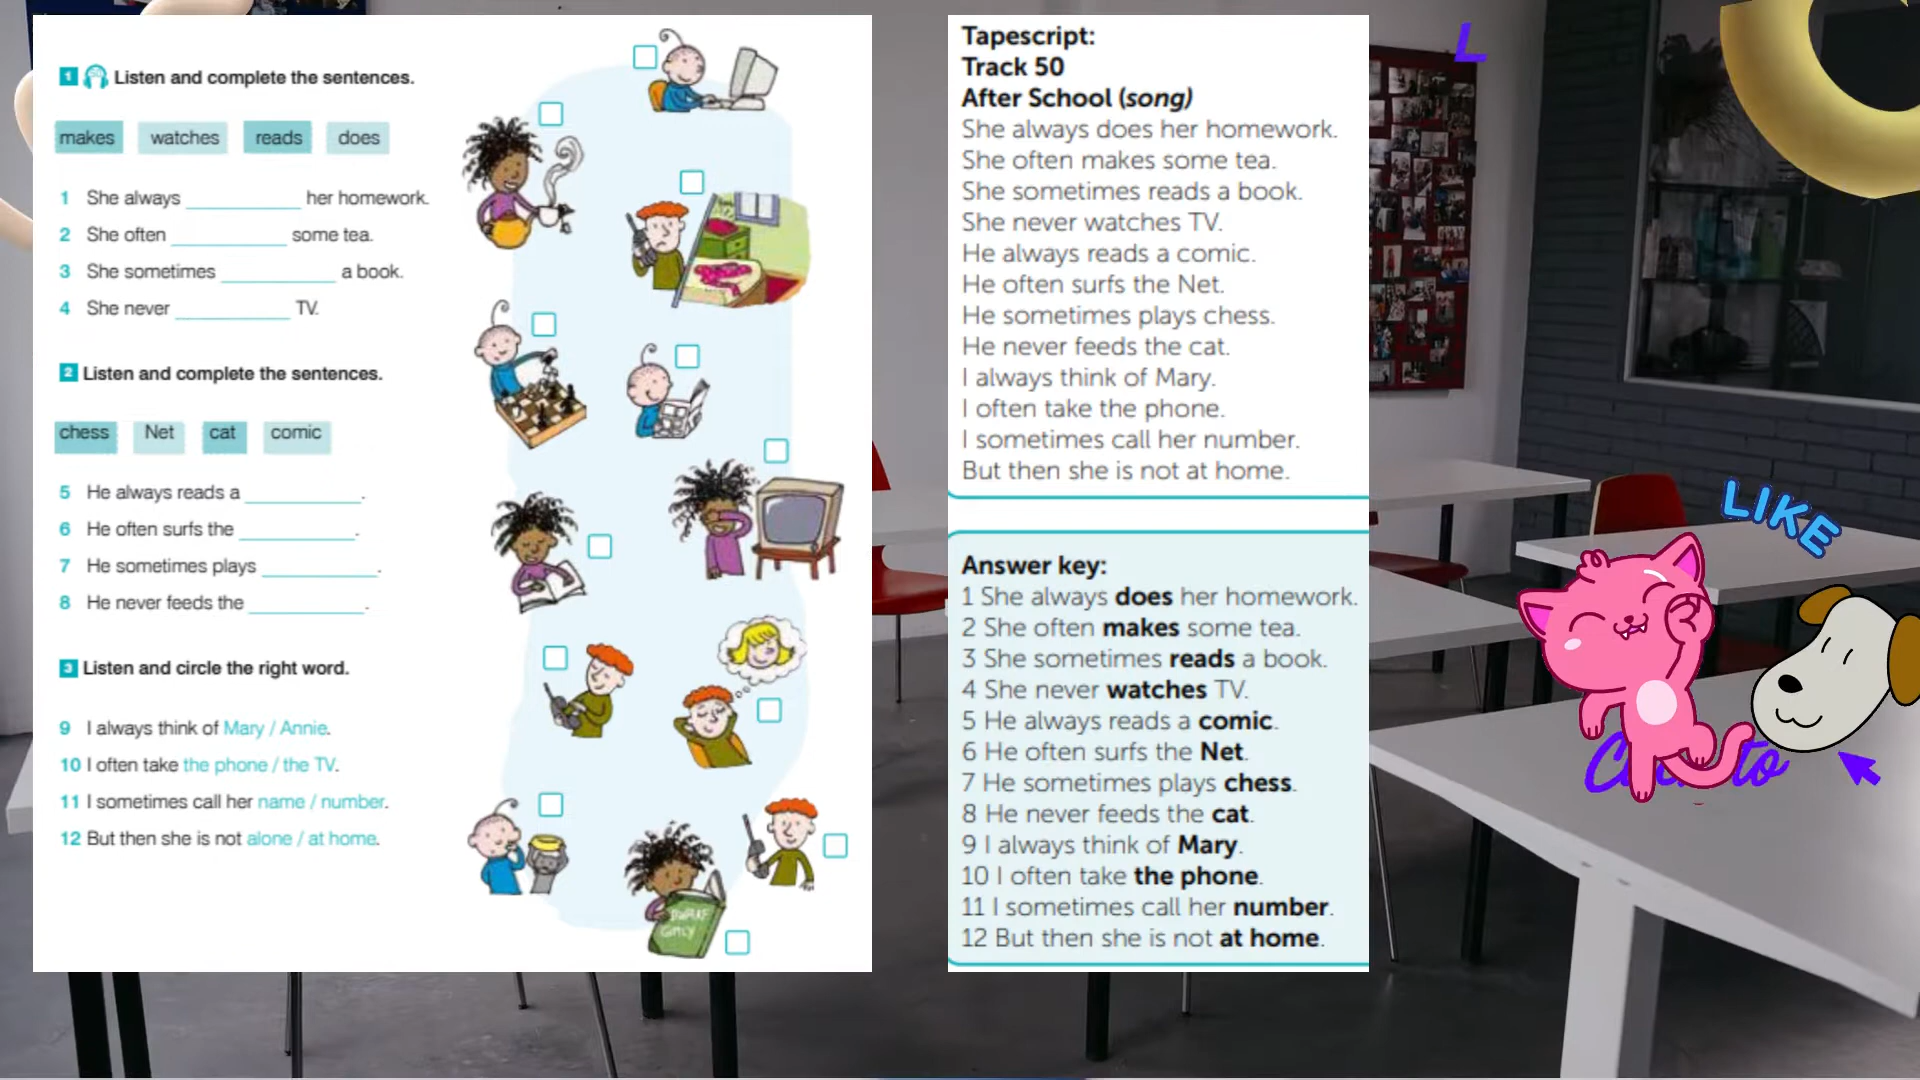 1 Listen and complete the sentences.
makes watches reads does
1 She always ____________ her homework.
2 She often ____________ some tea.
3 She sometimes ____________ a book.
4 She never ____________ TV.
2 Listen and complete the sentences.
chess Net cat comic
5 He always reads a ____________.
6 He often surfs the ____________.
7 He sometimes plays ____________.
8 He never feeds the ____________.
3 Listen and circle the right word.
9 I always think of Mary / Annie.
10 I often take the phone / the TV.
11 I sometimes call her name / number.
12 But then she is not alone / at home.
Tapescript:
Track 50
After School (song)
She always does her homework.
She often makes some tea.
She sometimes reads a book.
She never watches TV.
He always reads a comic.
He often surfs the Net.
He sometimes plays chess.
He never feeds the cat.
I always think of Mary.
I often take the phone.
I sometimes call her number.
But then she is not at home.
Answer key:
1 She always does her homework.
2 She often makes some tea.
3 She sometimes reads a book.
4 She never watches TV.
5 He always reads a comic.
6 He often surfs the Net.
7 He sometimes plays chess.
8 He never feeds the cat.
9 I always think of Mary.
10 I often take the phone.
11 I sometimes call her number.
12 But then she is not at home.
L
LIKE
to